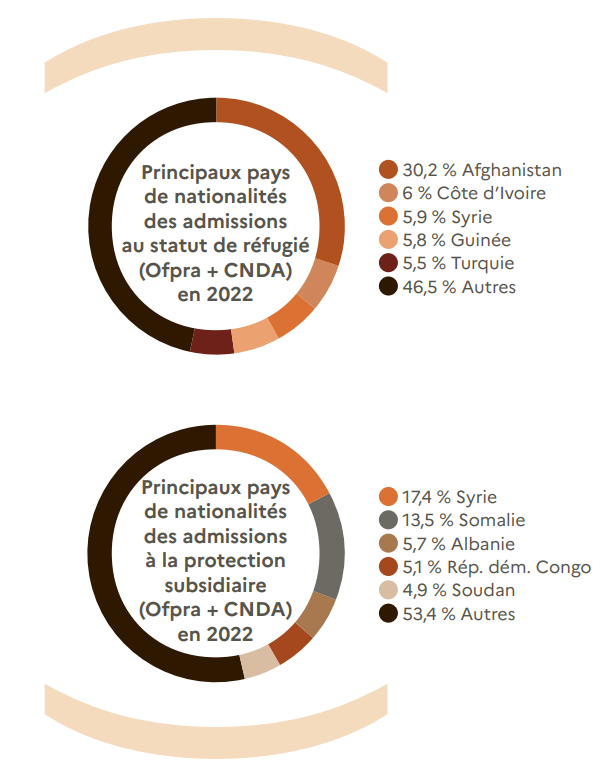 Principaux pays
de nationalités
des admissions
au statut de réfugié
(Ofpra + CNDA)
en 2022
30,2 % Afghanistan
6 % Côte d’Ivoire
5,9 % Syrie
5,8 % Guinée
5,5 % Turquie
46,5 % Autres
Principaux pays
de nationalités
des admissions
à la protection
subsidiaire
(Ofpra + CNDA)
en 2022
17,4 % Syrie
13,5 % Somalie
5,7 % Albanie
5,1 % Rép. dém. Congo
4,9 % Soudan
53,4 % Autres